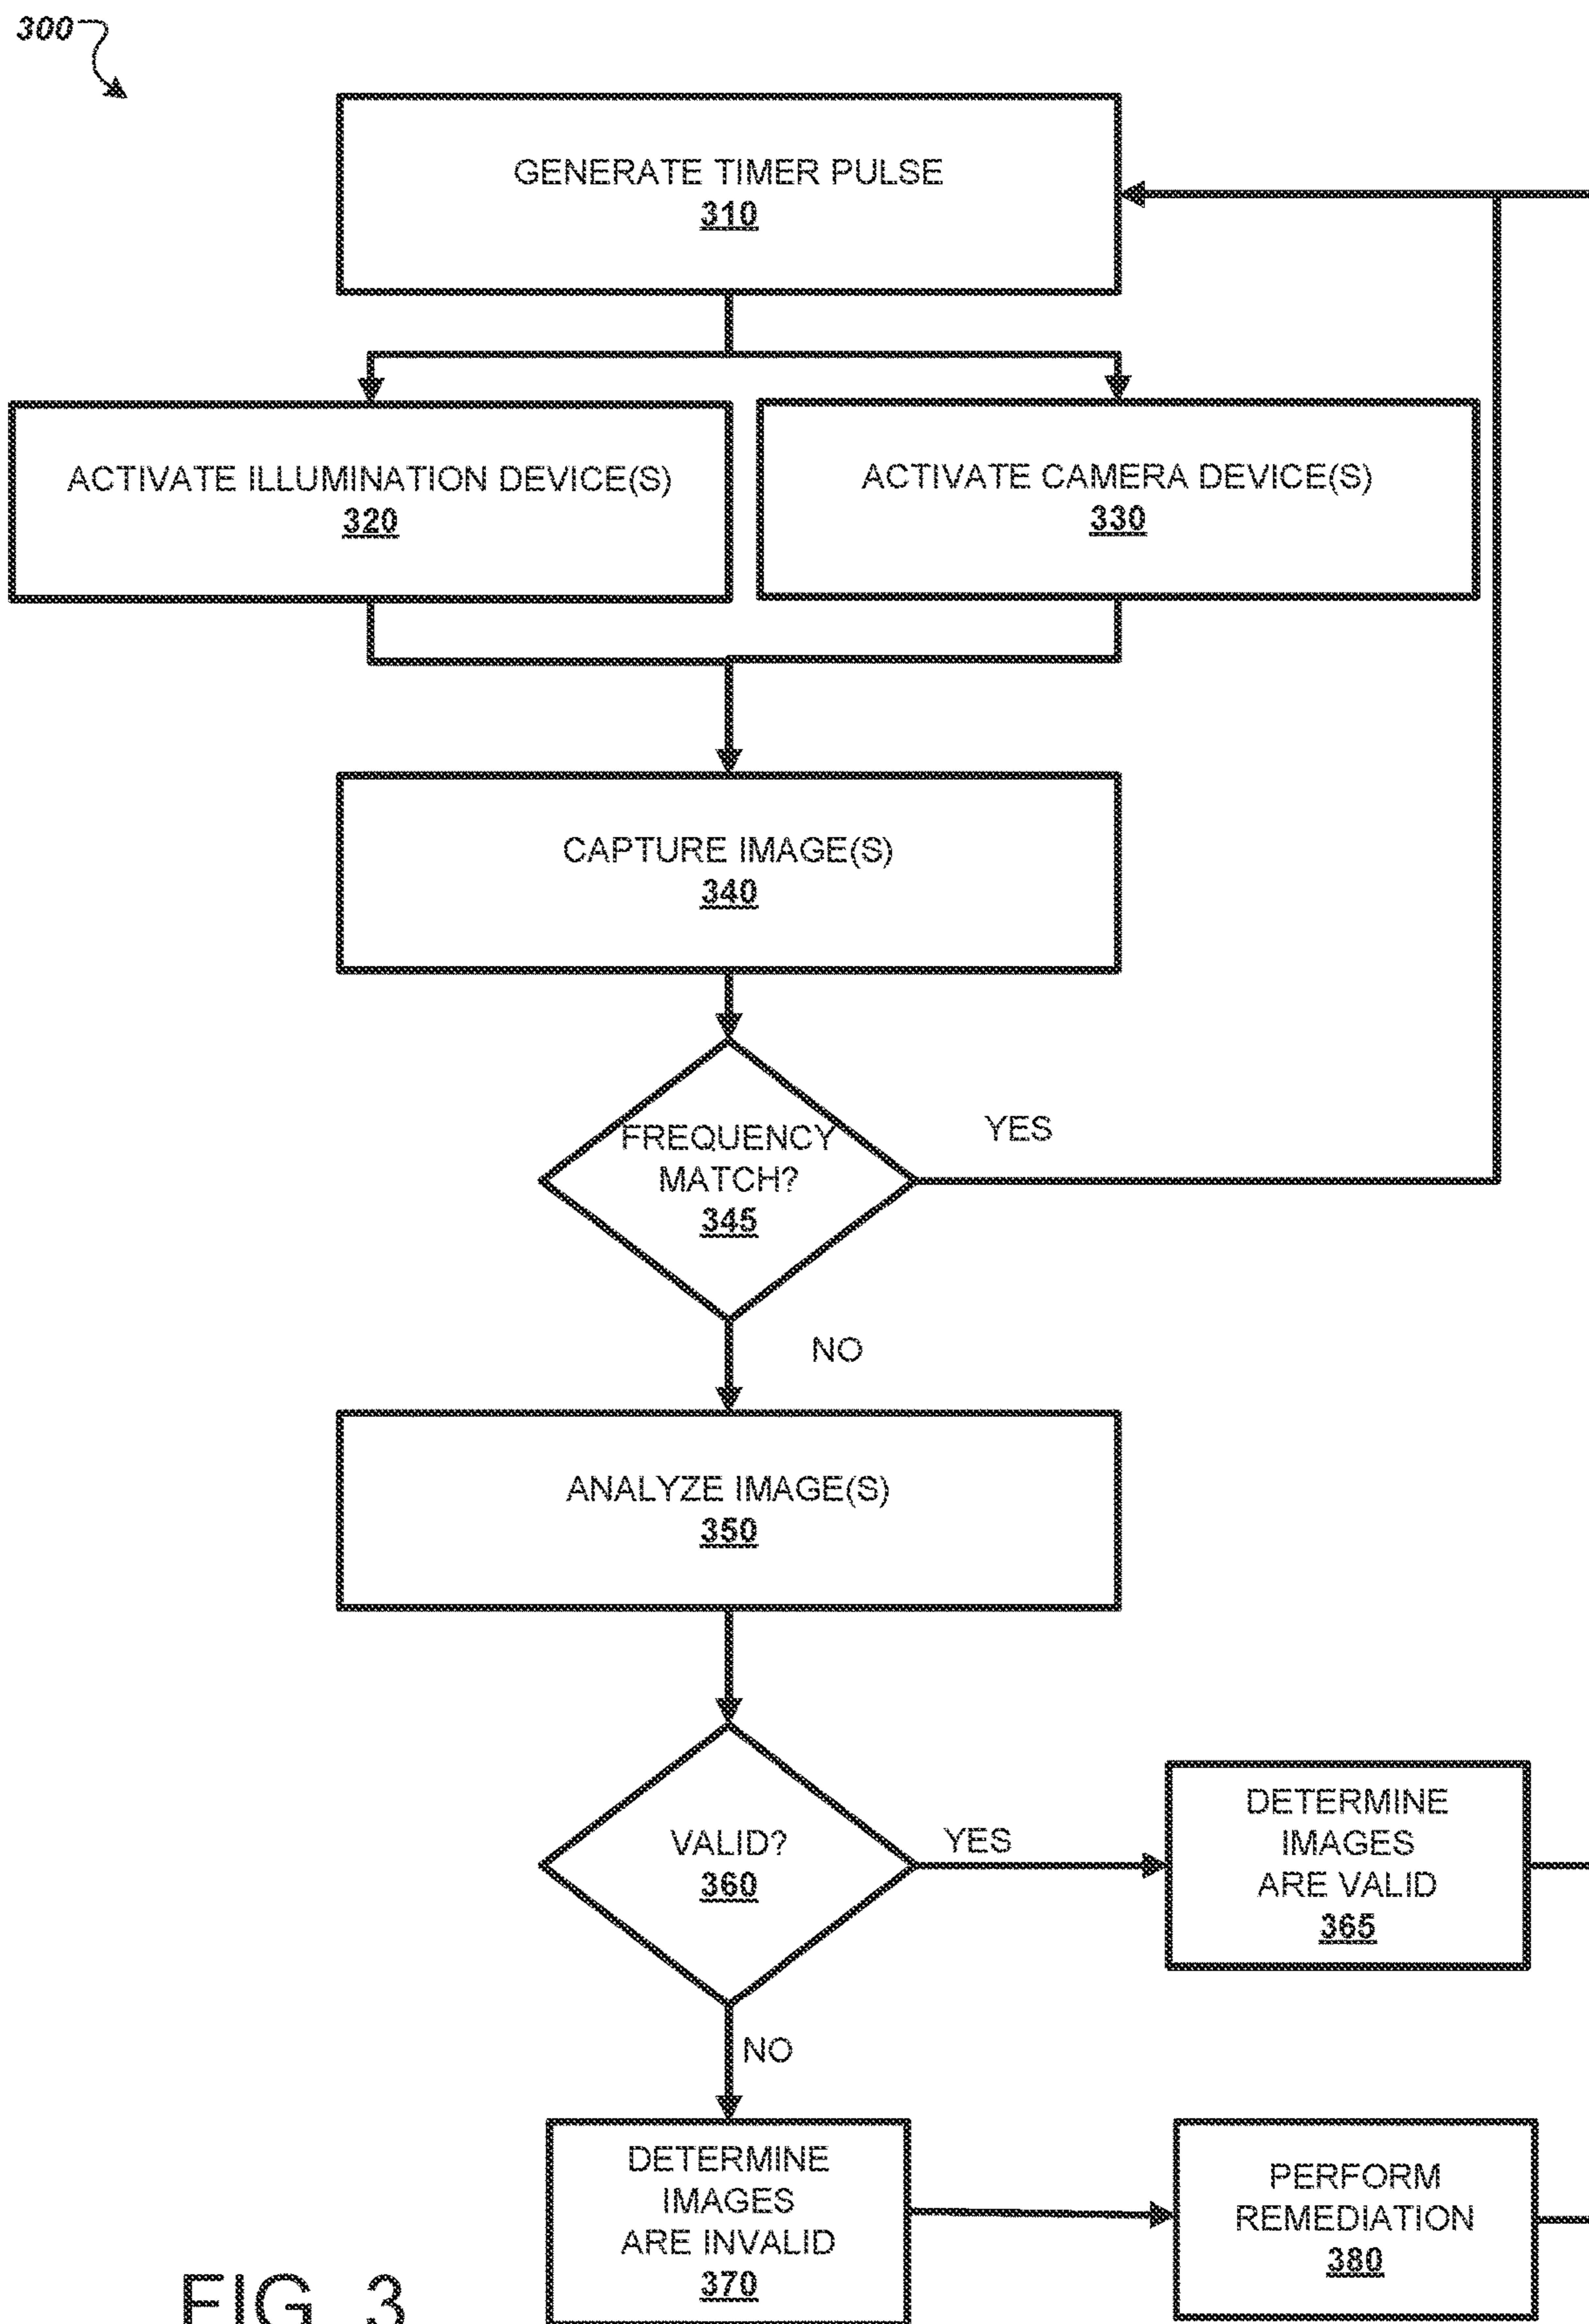 300
GENERATE TIMER PULSE
310
ACTIVATE ILLUMINATION DEVICE(S)
320
ACTIVATE CAMERA DEVICE(S)
330
CAPTURE IMAGE(S)
340
FREQUENCY
MATCH?
345
YES
NO
ANALYZE IMAGE(S)
350
VALID?
360
YES
DETERMINE
IMAGES
ARE VALID
365
NO
DETERMINE
IMAGES
ARE INVALID
370
PERFORM
REMEDIATION
380
FIG. 3